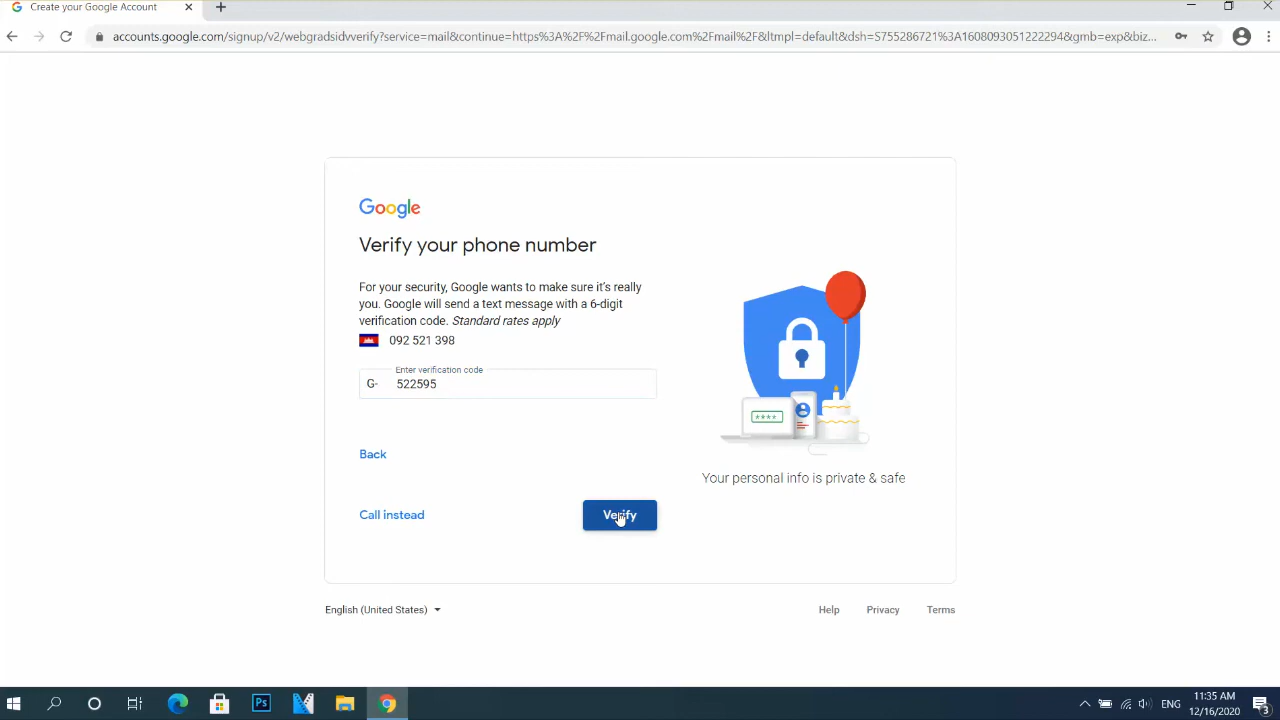 Create your Google Account
accounts.google.com/signup/v2/webgradsidvverify?service=mail&continue=https%3A%2F%2Fmail.google.com%2Fmail%2F&ltmpl=default&dsh=S755286721%3A1608093051222294&gmb=exp&biz...
Google
Verify your phone number
For your security, Google wants to make sure it's really
you. Google will send a text message with a 6-digit
verification code. Standard rates apply
092 521 398
Enter verification code
G- 522595
Back
Call instead
Verify
****
Your personal info is private & safe
English (United States)
Help
Privacy
Terms
Ps
ENG
11:35 AM
12/16/2020
3